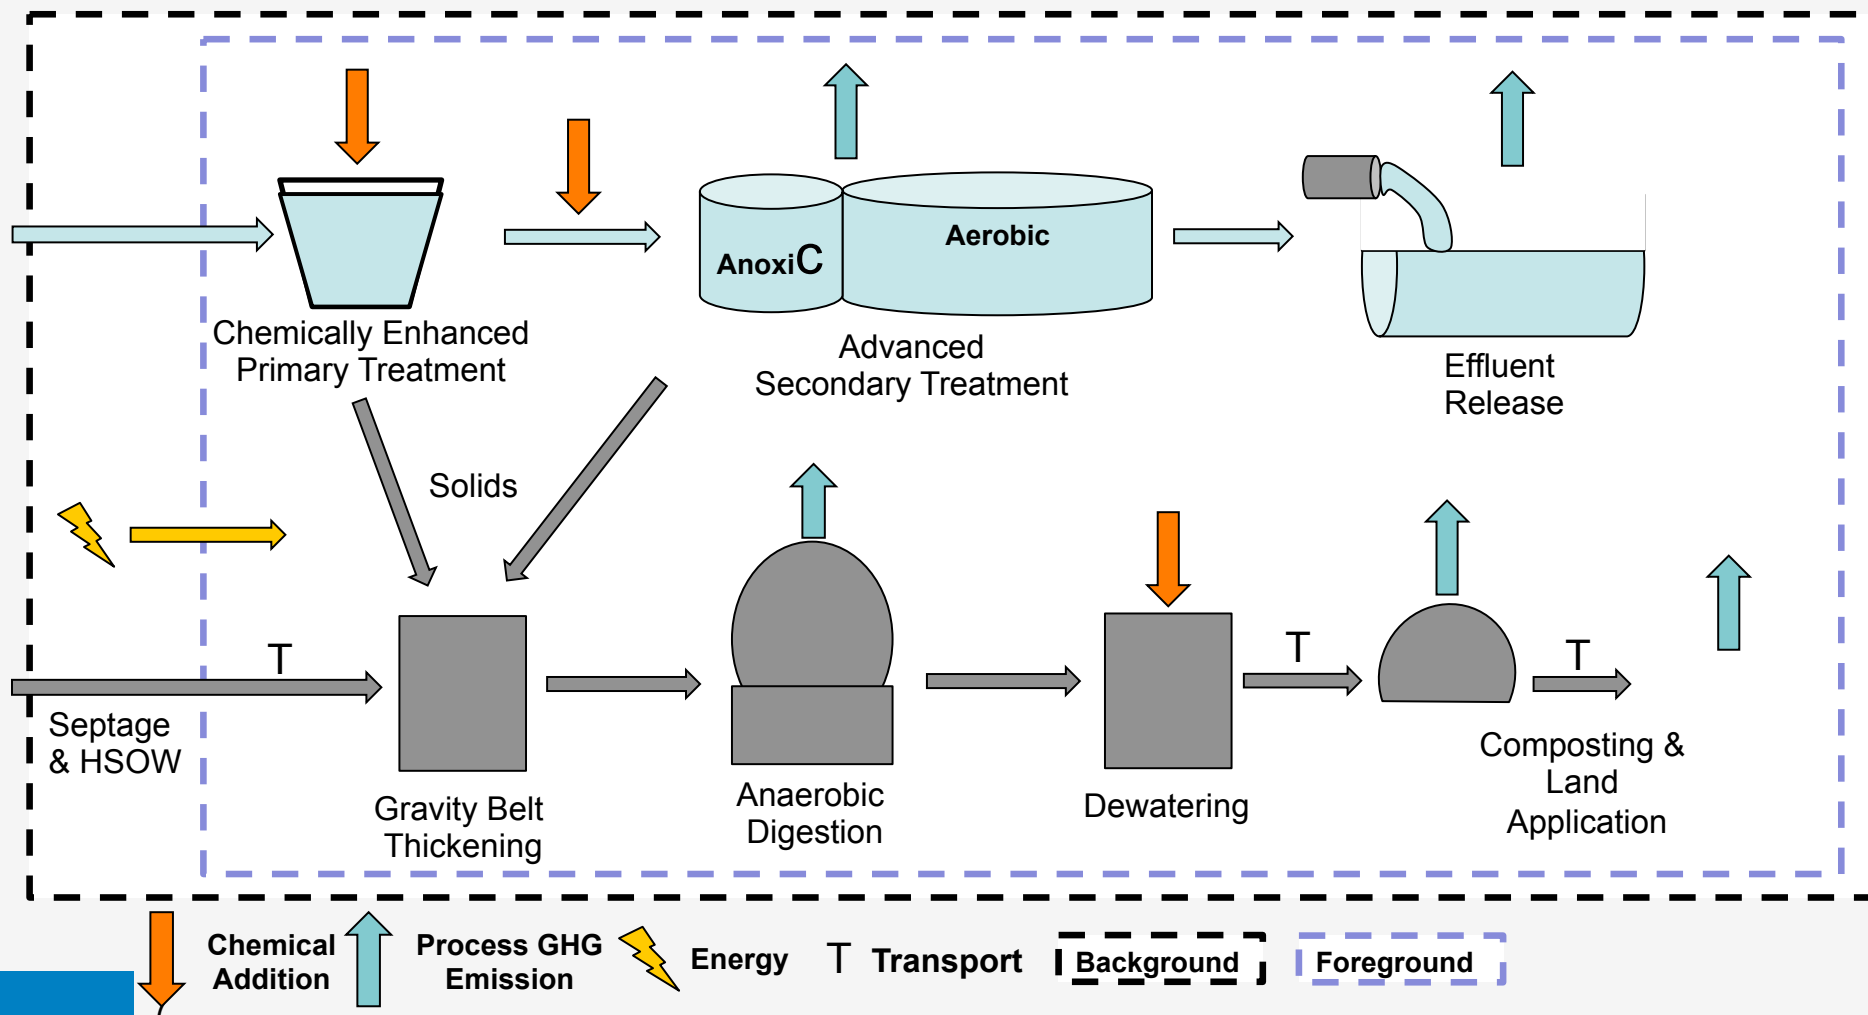 AnoxiC
Aerobic
Chemically Enhanced
Primary Treatment
Advanced
Secondary Treatment
Effluent
Release
Solids
T
T
T
Septage
& HSOW
Gravity Belt
Thickening
Anaerobic
Digestion
Dewatering
Composting &
Land
Application
Chemical
Addition
Process GHG
Emission
Energy
T Transport
Background
Foreground